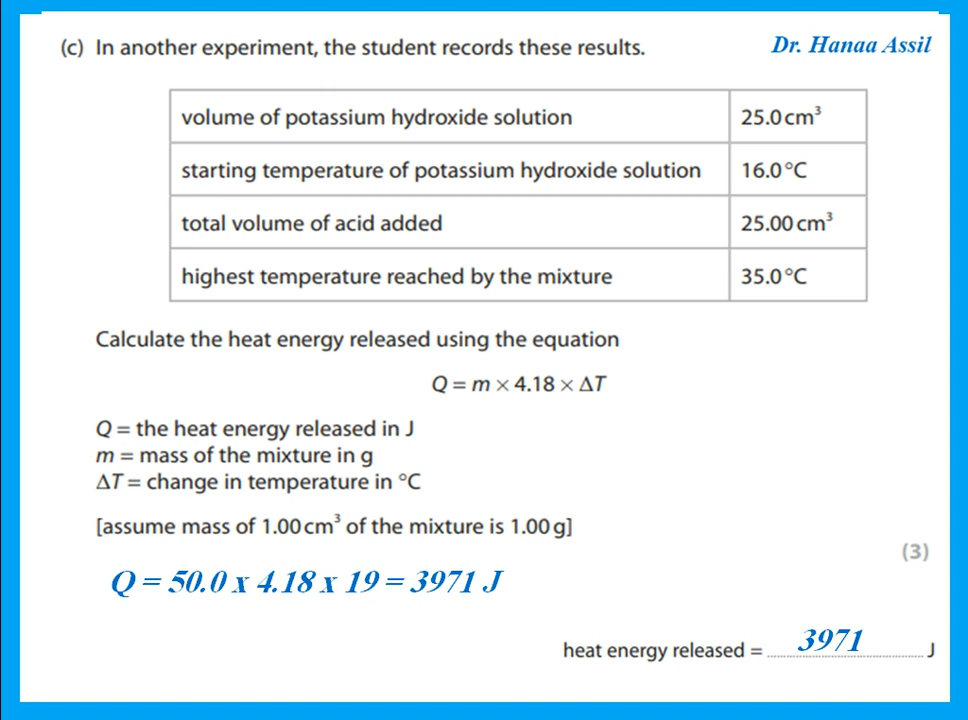 (c) In another experiment, the student records these results.
Dr. Hanaa Assil
volume of potassium hydroxide solution 25.0 cm³
starting temperature of potassium hydroxide solution 16.0 °C
total volume of acid added 25.00 cm³
highest temperature reached by the mixture 35.0 °C
Calculate the heat energy released using the equation
Q = m × 4.18 × ΔT
Q = the heat energy released in J
m = mass of the mixture in g
ΔT = change in temperature in °C
[assume mass of 1.00 cm³ of the mixture is 1.00 g]
(3)
Q = 50.0 x 4.18 x 19 = 3971 J
heat energy released = 3971 J